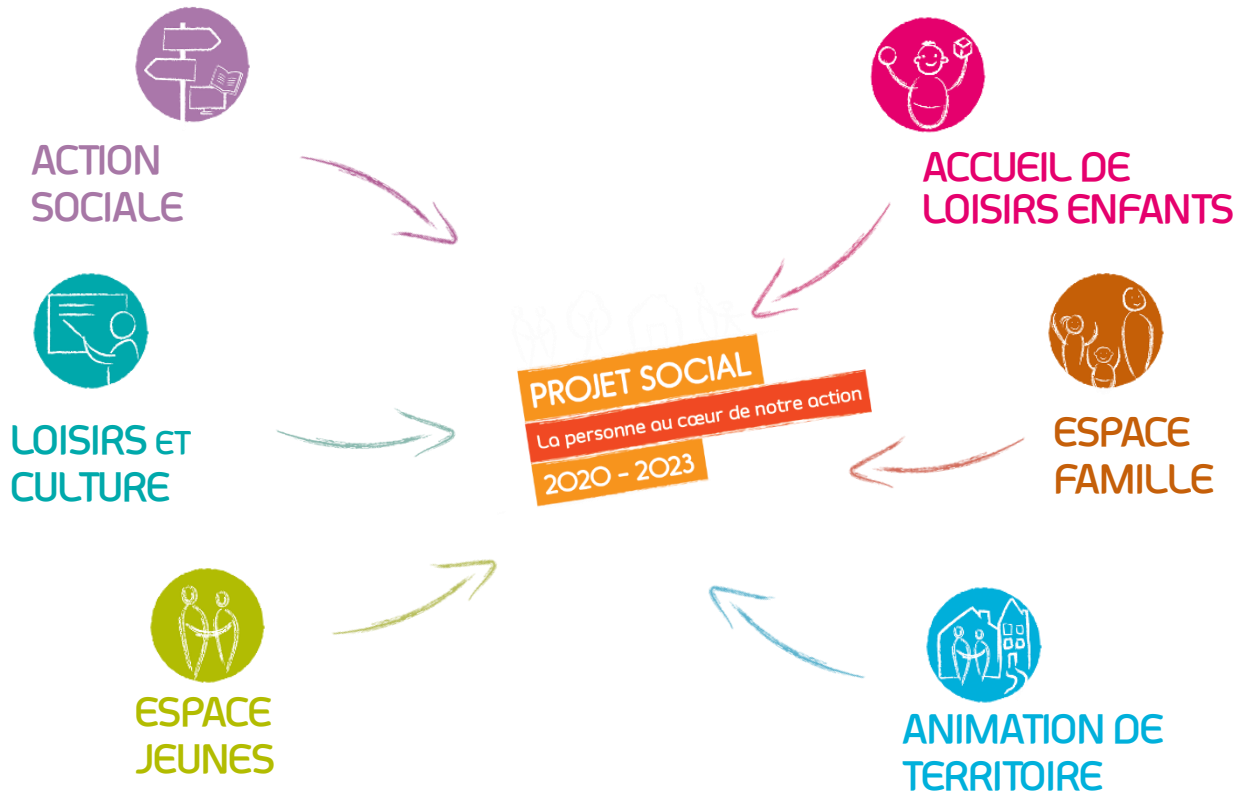 ACTION
SOCIALE
ACCUEIL DE
LOISIRS ENFANTS
LOISIRS ET
CULTURE
PROJET SOCIAL
La personne au cœur de notre action
2020 - 2023
ESPACE
FAMILLE
ESPACE
JEUNES
ANIMATION DE
TERRITOIRE